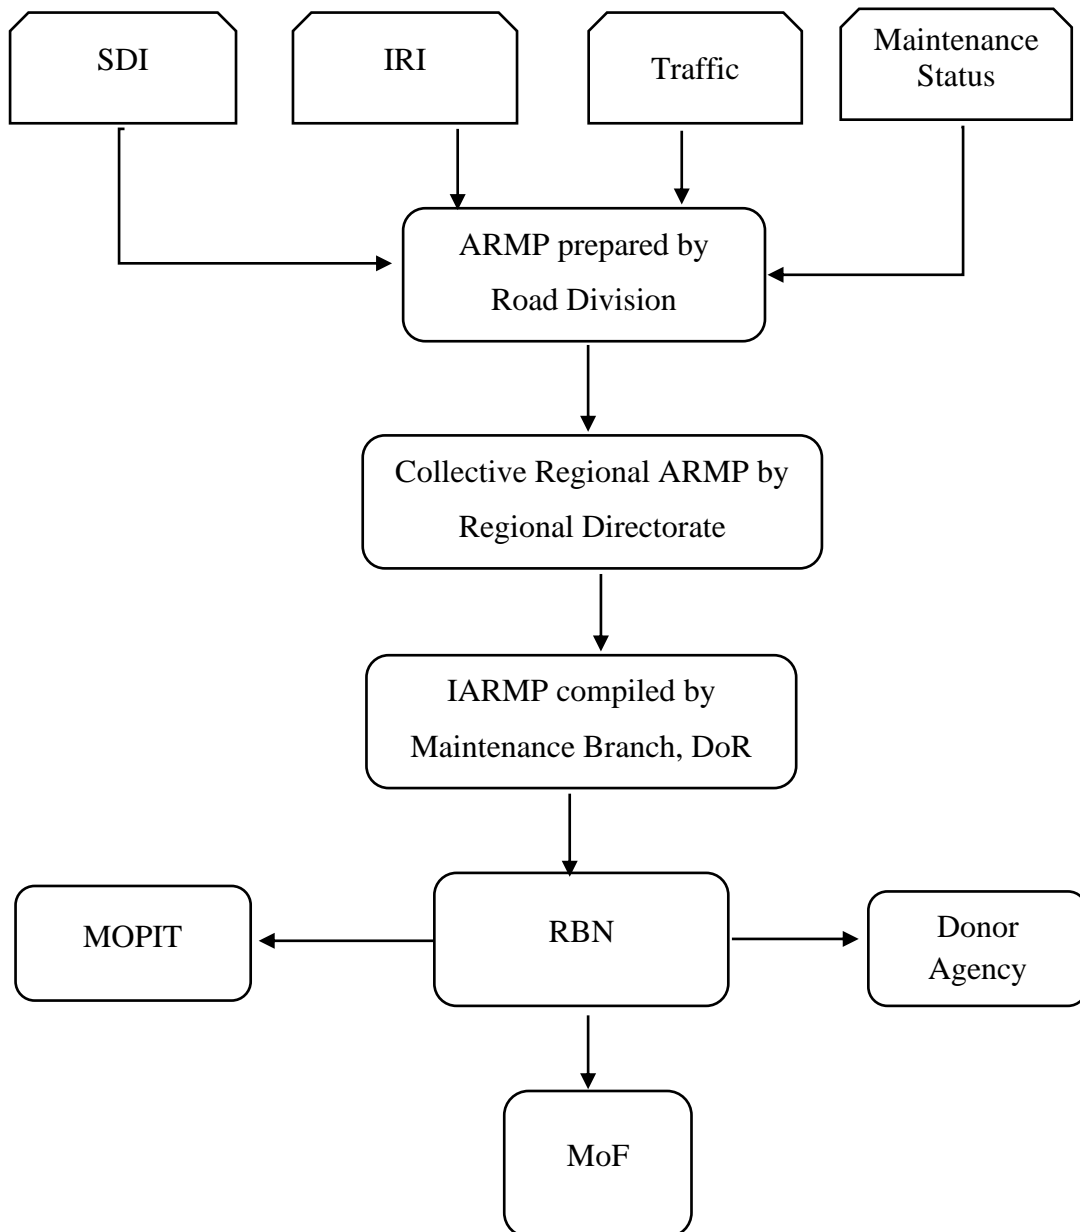 SDI
IRI
Traffic
Maintenance
Status
ARMP prepared by
Road Division
Collective Regional ARMP by
Regional Directorate
IARMP compiled by
Maintenance Branch, DoR
MOPIT
RBN
Donor
Agency
MoF